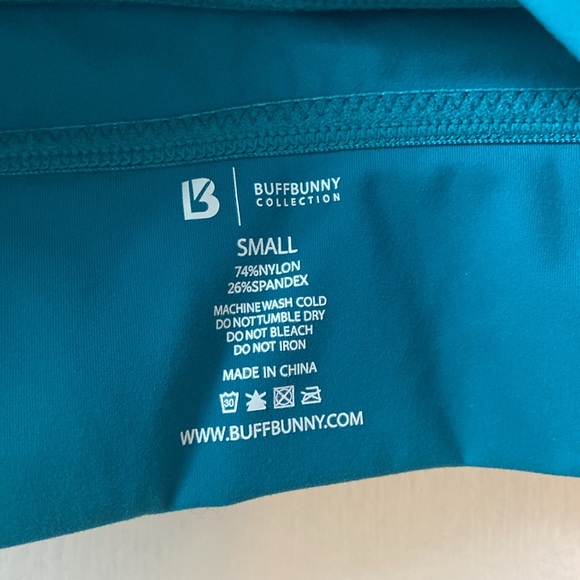 B
BUFFBUNNY
COLLECTION
SMALL
74%NYLON
26%SPANDEX
MACHINE WASH COLD
DO NOT TUMBLE DRY
DO NOT BLEACH
DO NOT IRON
MADE IN CHINA
30
WWW.BUFFBUNNY.COM